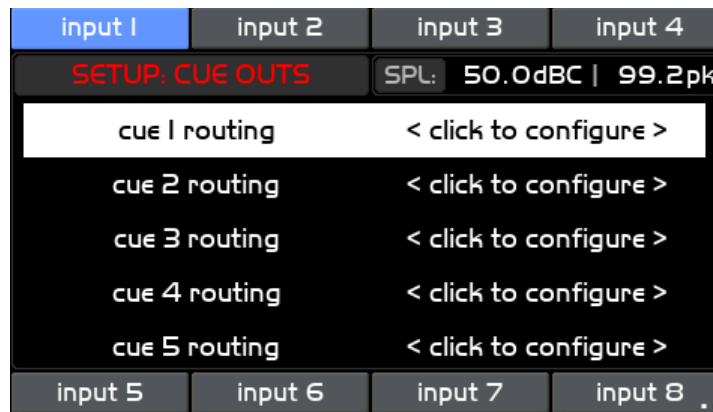 input 1 input 2 input 3 input 4
SETUP: CUE OUTS SPL: 50.0dBC | 99.2pk
cue 1 routing < click to configure >
cue 2 routing < click to configure >
cue 3 routing < click to configure >
cue 4 routing < click to configure >
cue 5 routing < click to configure >
input 5 input 6 input 7 input 8